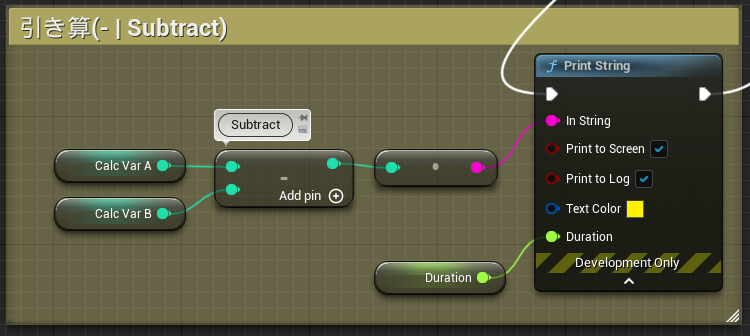 引き算(- | Subtract)
Subtract
Calc Var A
Calc Var B
-
Add pin
Duration
f Print String
In String
Print to Screen
Print to Log
Text Color
Duration
Development Only